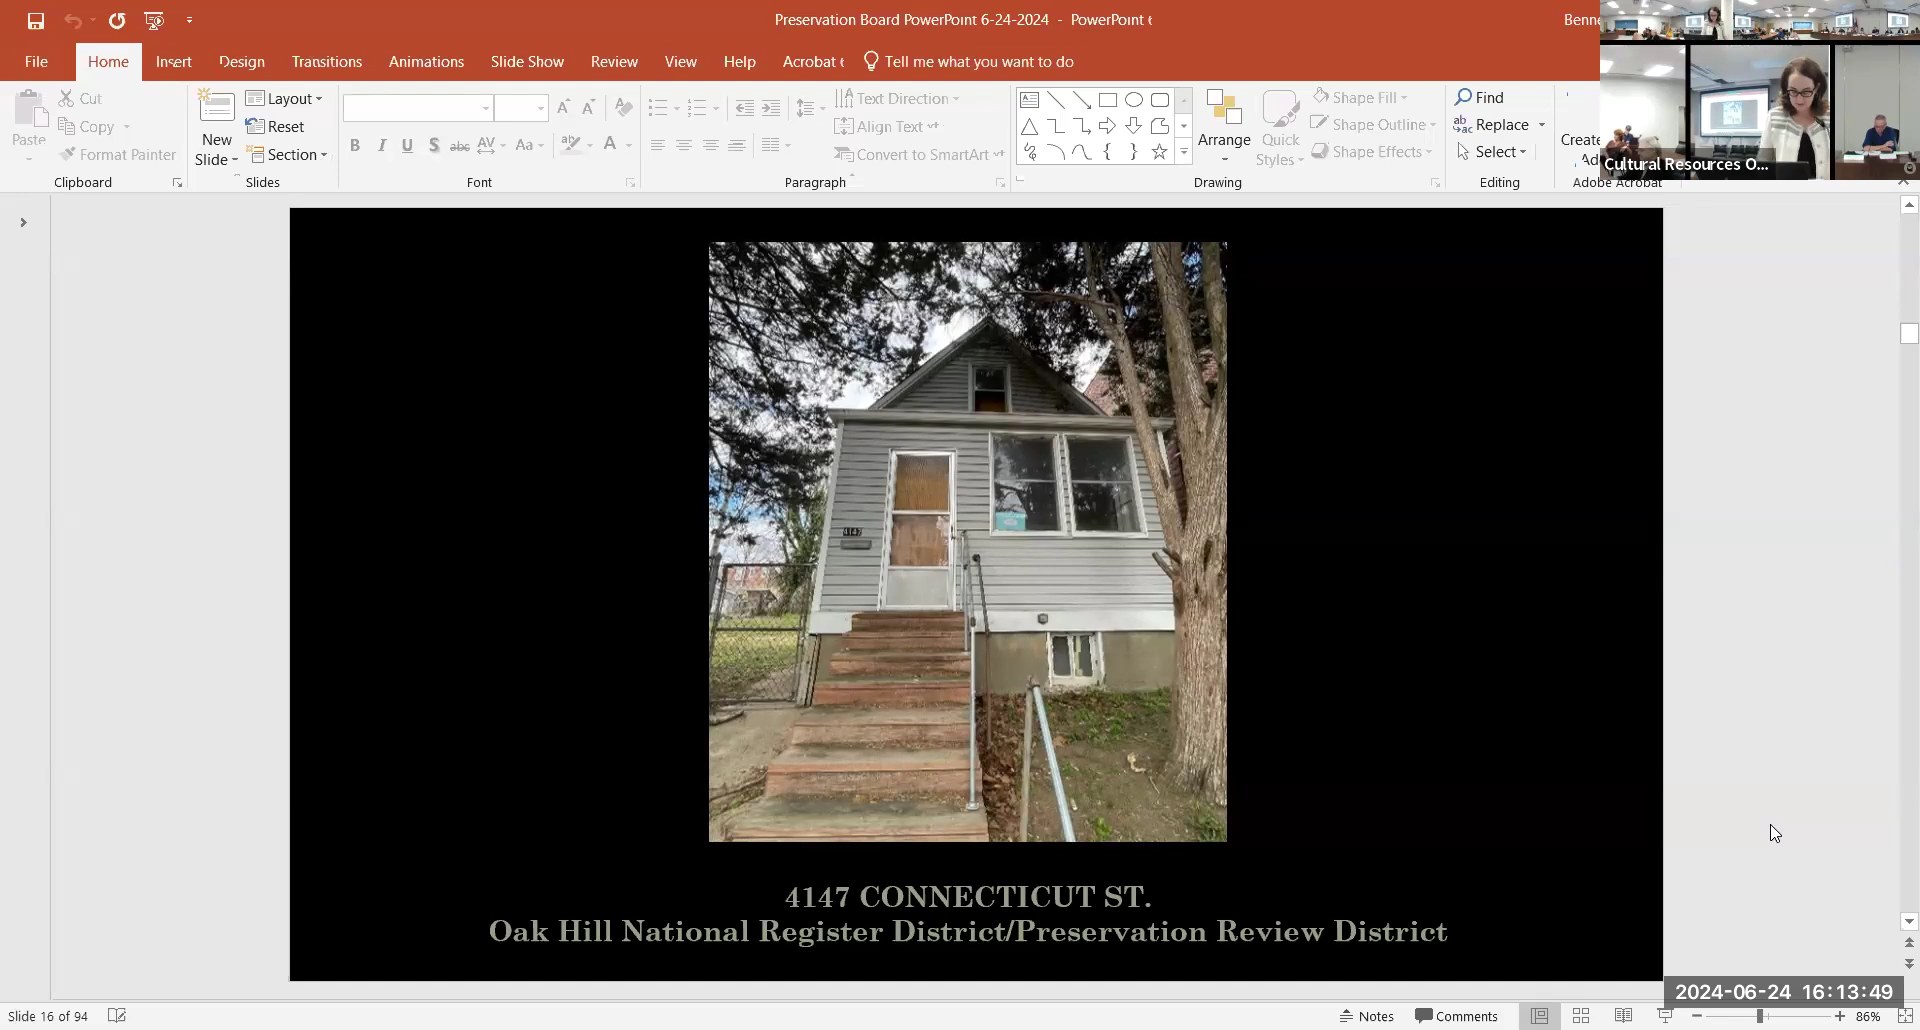 Preservation Board PowerPoint 6-24-2024 - PowerPoint
Benne
File
Home
Insert
Design
Transitions
Animations
Slide Show
Review
View
Help
Acrobat
Tell me what you want to do
Paste
Cut
Copy
Format Painter
Clipboard
New Slide
Layout
Reset
Section
Slides
B I U S abc AV Aa A
Font
Text Direction
Align Text
Convert to SmartArt
Paragraph
Arrange
Quick Styles
Shape Fill
Shape Outline
Shape Effects
Drawing
Find
Replace
Select
Editing
Create
Adobe Acrobat
Cultural Resources O...
4147
4147 CONNECTICUT ST.
Oak Hill National Register District/Preservation Review District
2024-06-24 16:13:49
Slide 16 of 94
Notes
Comments
86%